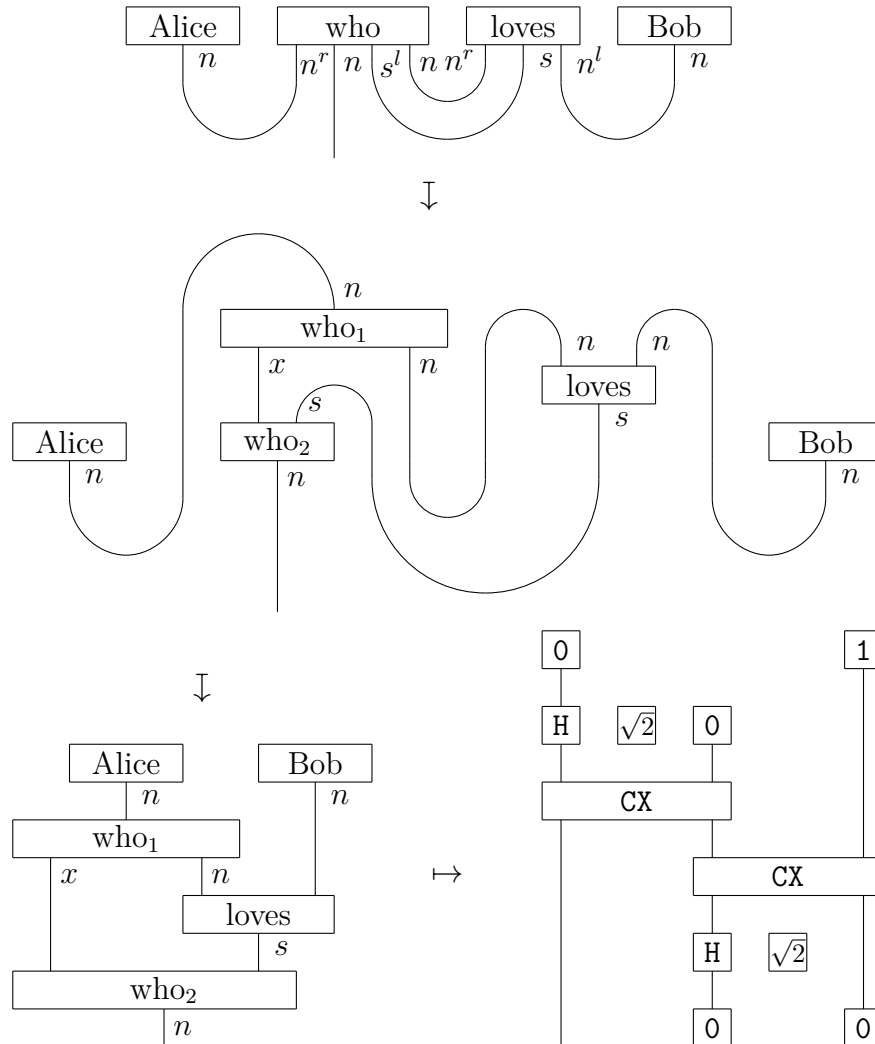 Alice who loves Bob
n n^r n s^l n n^r s n^l n
↧
n
who₁
x n n n
loves
s s
Alice who₂ Bob
n n n
0 1
↧
H √2 0
Alice Bob
n n
CX
who₁
x n ↦ CX
loves
s H √2
who₂
n 0 0